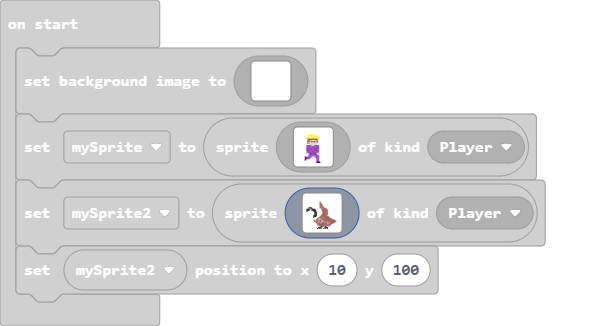 on start
set background image to
set mySprite to sprite of kind Player
set mySprite2 to sprite of kind Player
set mySprite2 position to x 10 y 100